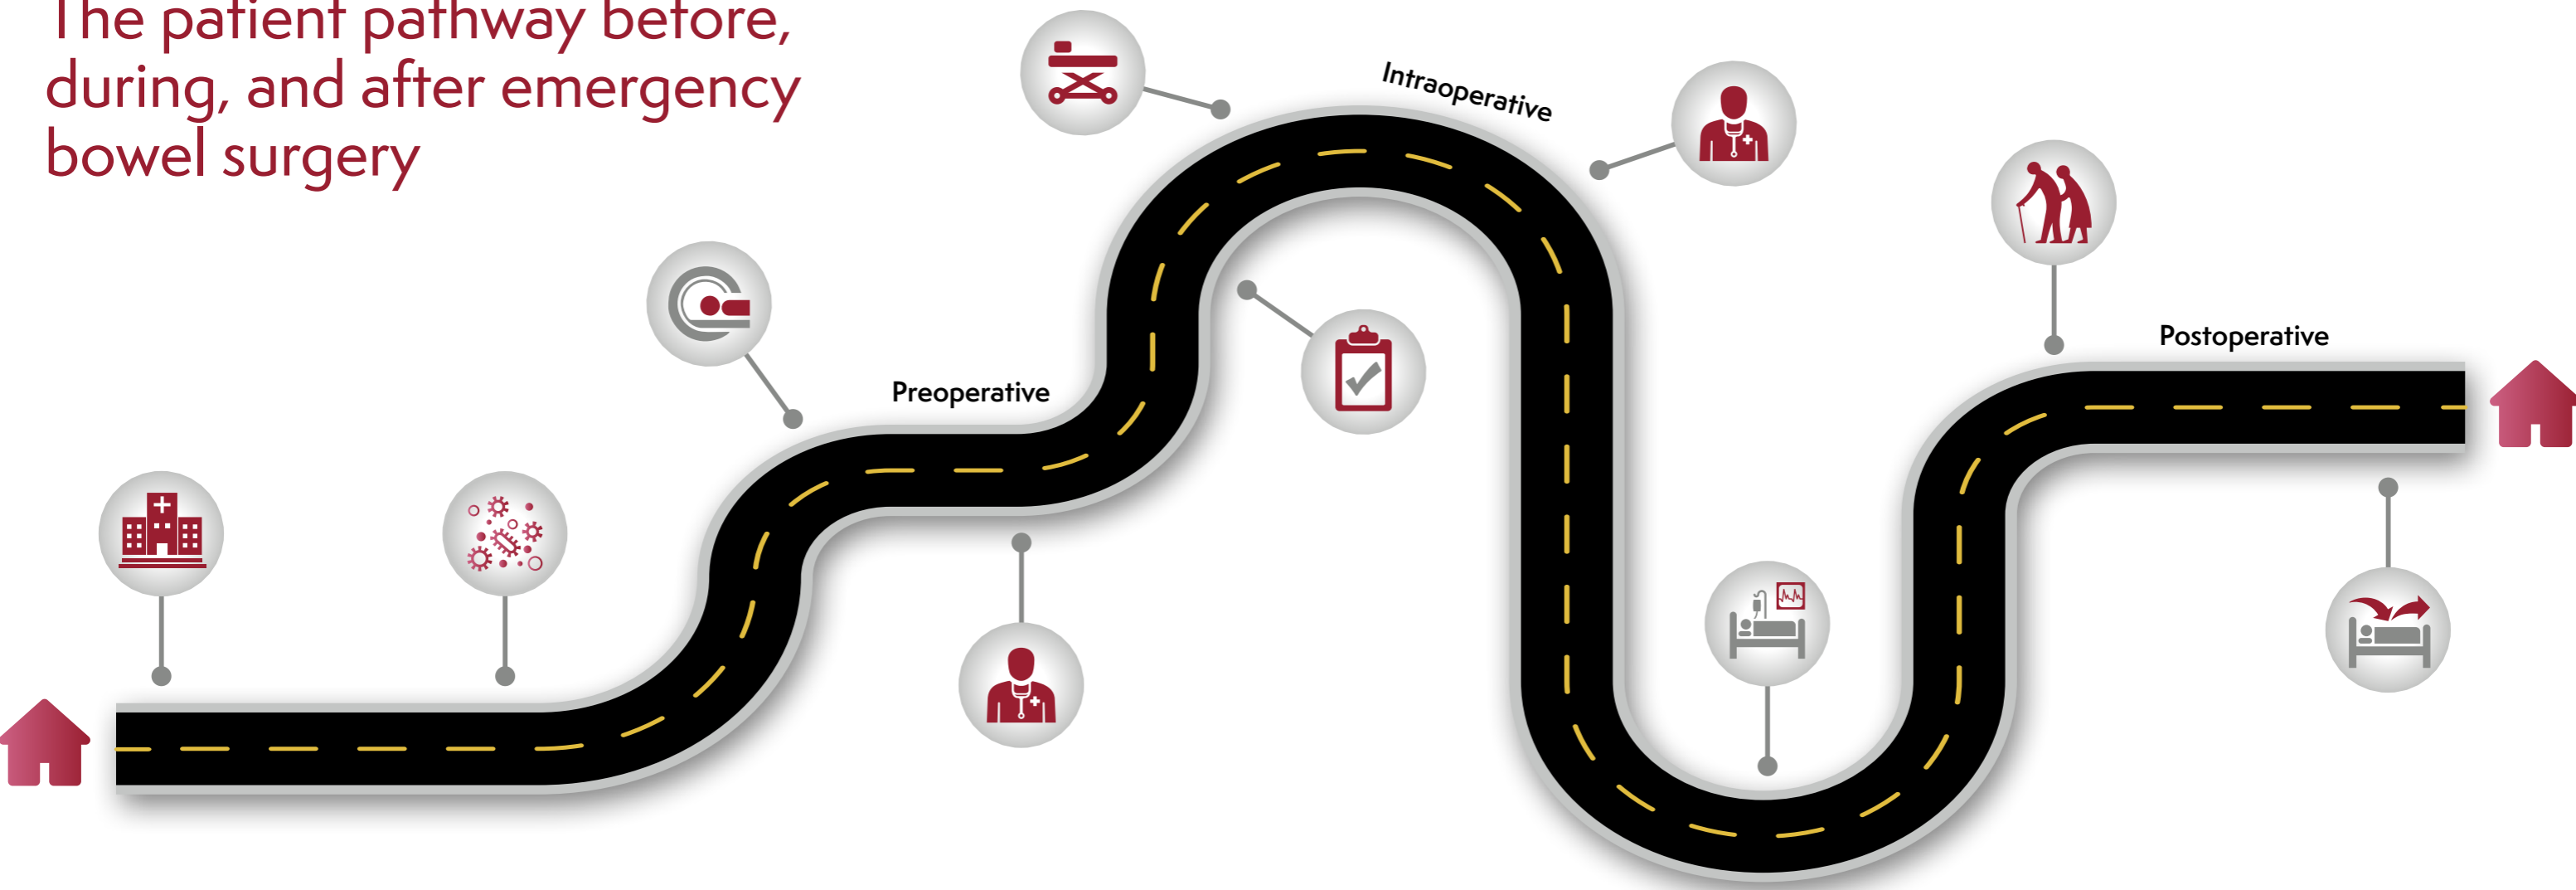 The patient pathway before,
during, and after emergency
bowel surgery
Intraoperative
Postoperative
Preoperative